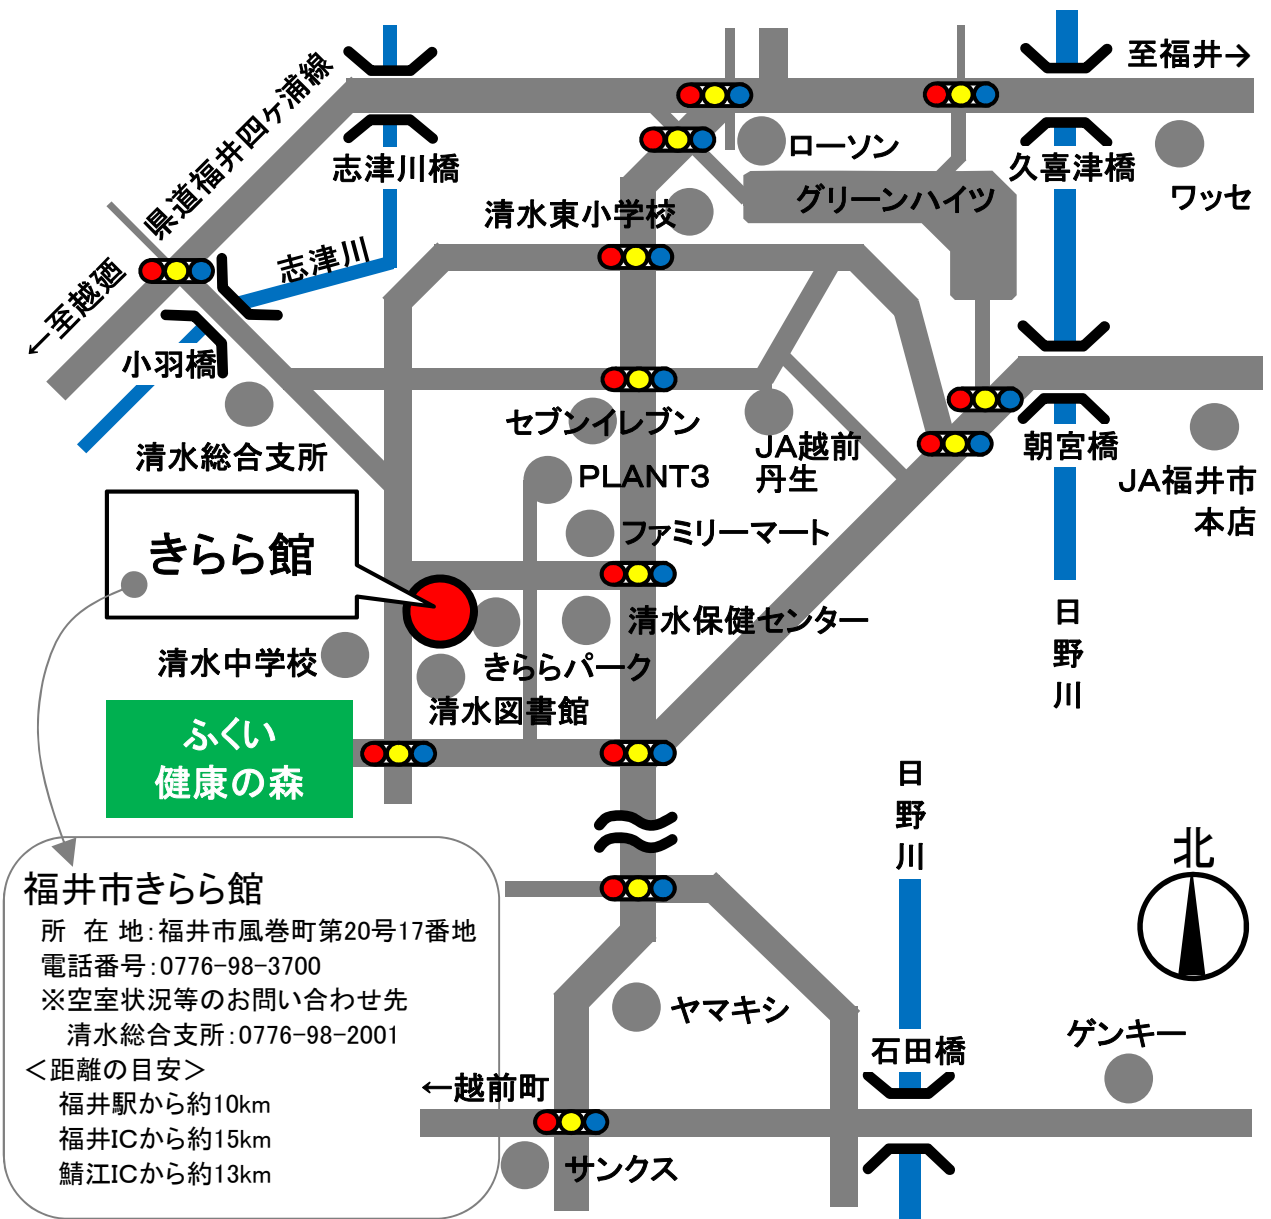 至福井→
県道福井四ヶ浦線
志津川橋
ローソン
久喜津橋
ワッセ
グリーンハイツ
清水東小学校
志津川
←至越廼
小羽橋
清水総合支所
セブンイレブン
JA越前
丹生
朝宮橋
PLANT3
JA福井市
本店
ファミリーマート
きらら館
清水保健センター
日
野
川
清水中学校
きららパーク
清水図書館
ふくい
健康の森
日
野
川
北
福井市きらら館
所 在 地：福井市風巻町第20号17番地
電話番号：0776-98-3700
※空室状況等のお問い合わせ先
清水総合支所：0776-98-2001
＜距離の目安＞
福井駅から約10km
福井ICから約15km
鯖江ICから約13km
ヤマキシ
石田橋
ゲンキー
←越前町
サンクス